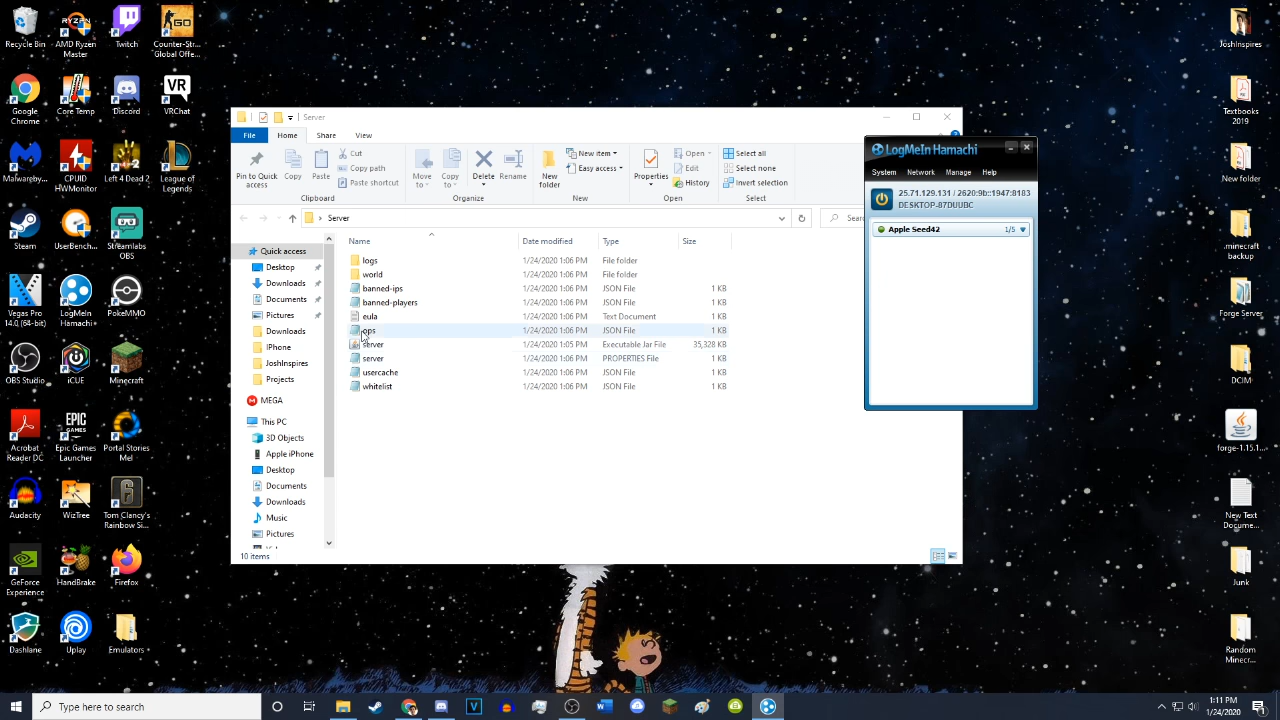 Recycle Bin
AMD Ryzen Master
Twitch
Counter-Str... Global Offe...
Google Chrome
Core Temp
Discord
VRChat
Malwareby...
CPUID HWMonitor
Left 4 Dead 2
League of Legends
Steam
UserBench...
Streamlabs OBS
Vegas Pro 14.0 (64-bit)
LogMeIn Hamachi
PokeMMO
OBS Studio
iCUE
Minecraft
Acrobat Reader DC
Epic Games Launcher
Portal Stories Mel
Audacity
WizTree
Tom Clancy's Rainbow Si...
GeForce Experience
HandBrake
Firefox
Dashlane
Uplay
Emulators
Server
File
Home
Share
View
Pin to Quick access
Copy
Paste
Cut
Copy path
Paste shortcut
Clipboard
Move to
Copy to
Delete
Rename
Organize
New folder
New item
Easy access
New
Properties
Open
Edit
History
Open
Select all
Select none
Invert selection
Select
Server
Sear
Quick access
Desktop
Downloads
Documents
Pictures
Downloads
!Phone
JoshInspires
Projects
MEGA
This PC
3D Objects
Apple iPhone
Desktop
Documents
Downloads
Music
Pictures
Name Date modified Type Size
logs 1/24/2020 1:06 PM File folder
world 1/24/2020 1:06 PM File folder
banned-ips 1/24/2020 1:06 PM JSON File 1 KB
banned-players 1/24/2020 1:06 PM JSON File 1 KB
eula 1/24/2020 1:06 PM Text Document 1 KB
ops 1/24/2020 1:06 PM JSON File 1 KB
server 1/24/2020 1:05 PM Executable Jar File 35,328 KB
server 1/24/2020 1:06 PM PROPERTIES File 1 KB
usercache 1/24/2020 1:06 PM JSON File 1 KB
whitelist 1/24/2020 1:06 PM JSON File 1 KB
10 items
LogMeIn Hamachi
System Network Manage Help
25.71.129.131 / 2620:9b::1947:8183
DESKTOP-87DUUBC
Apple Seed42 1/5
JoshInspires
Textbooks 2019
New folder
.minecraft backup
Forge Server
DCIM
forge-1.15.1...
New Text Docume...
Junk
Random Minecr...
Type here to search
1:11 PM
1/24/2020